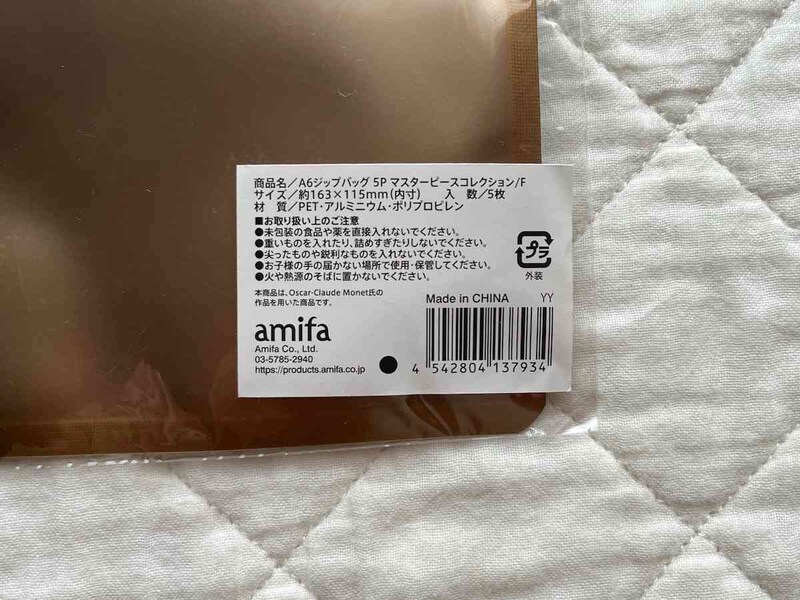 商品名/A6ジップバッグ 5P マスターピースコレクション/F
サイズ/約163×115mm(内寸) 入 数/5枚
材 質/PET・アルミニウム・ポリプロピレン
■お取り扱い上のご注意
●未包装の食品や薬を直接入れないでください。
●重いものを入れたり、詰めすぎたりしないでください。
●尖ったものや鋭利なものを入れないでください。
●お子様の手の届かない場所で使用・保管してください。
●火や熱源のそばに置かないでください。
プラ
外装
本商品は、Oscar-Claude Monet氏の
作品を用いた商品です。
Made in CHINA YY
amifa
Amifa Co., Ltd.
03-5785-2940
https://products.amifa.co.jp
4 542804 137934